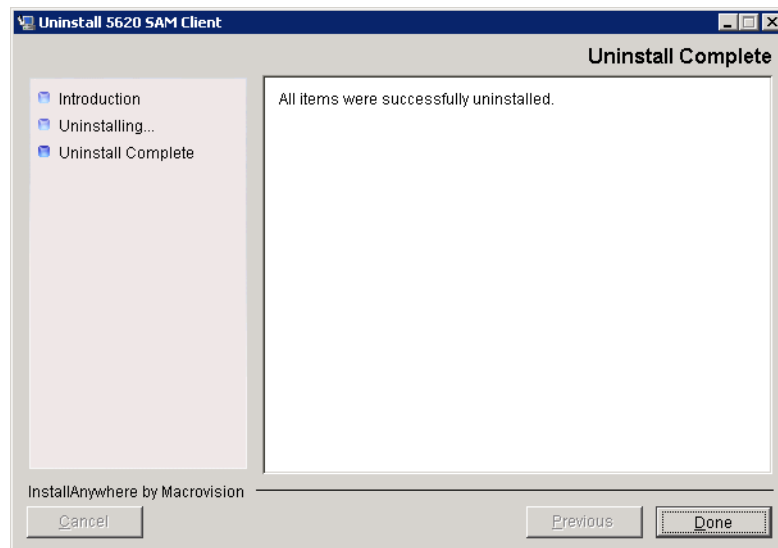 Uninstall 5620 SAM Client
Uninstall Complete
Introduction
Uninstalling...
Uninstall Complete
All items were successfully uninstalled.
InstallAnywhere by Macrovision
Cancel
Previous
Done